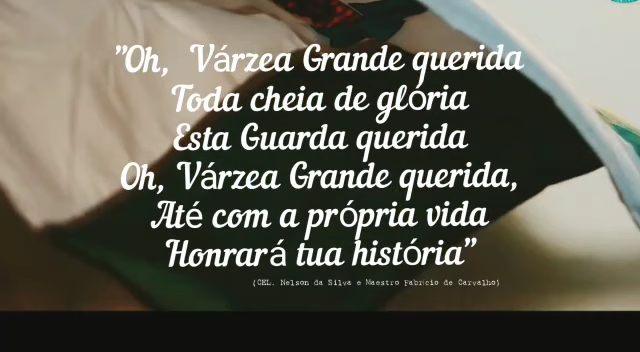 "Oh, Várzea Grande querida
Toda cheia de glória
Esta Guarda querida
Oh, Várzea Grande querida,
Até com a própria vida
Honrará tua história"
(CEL. Nelson da Silva e Maestro Fabricio de Carvalho)